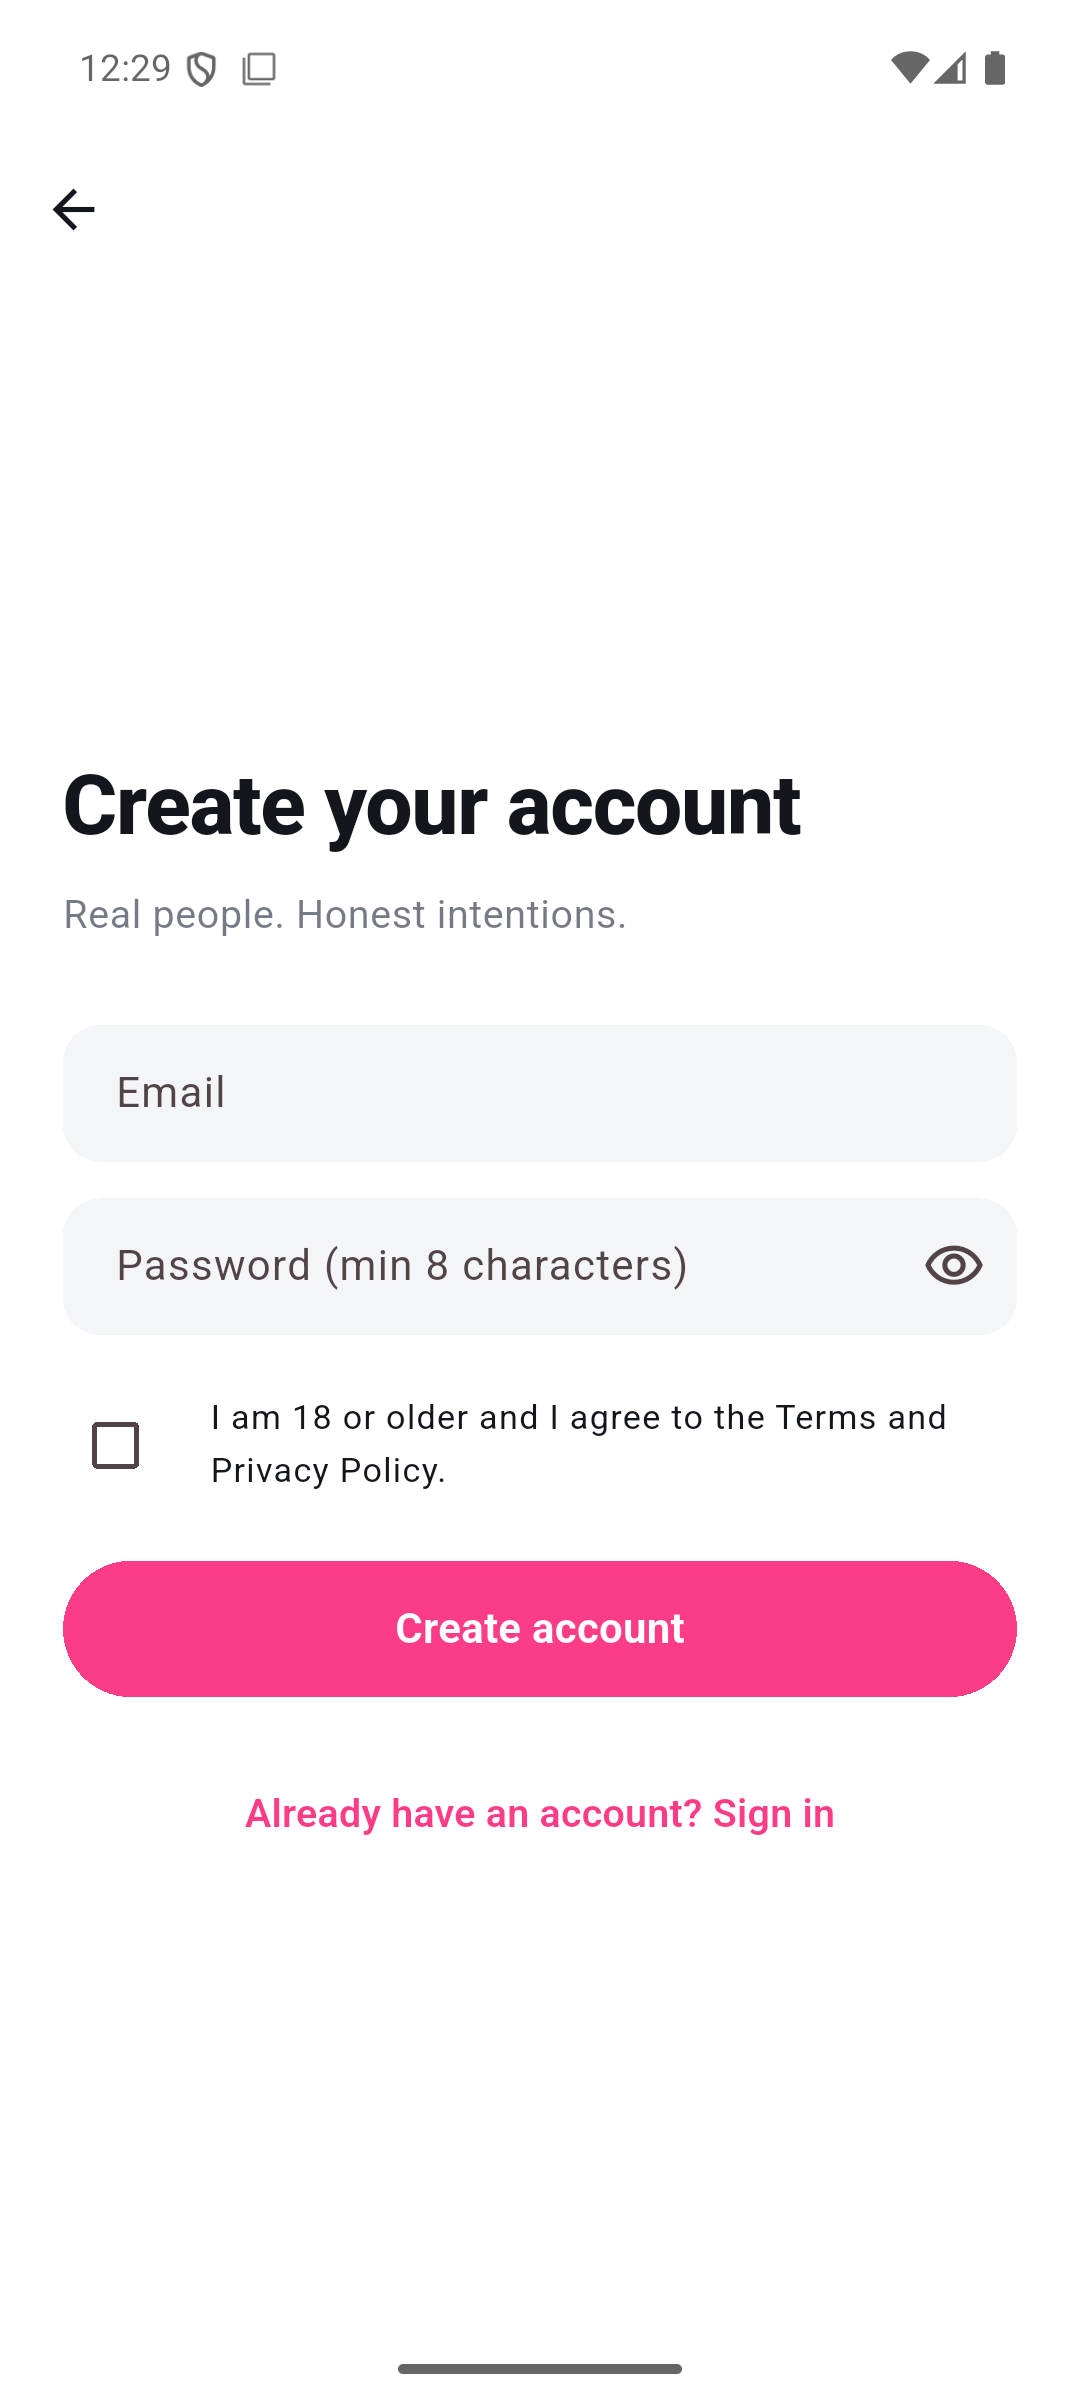 12:29
Create your account
Real people. Honest intentions.
Email
Password (min 8 characters)
I am 18 or older and I agree to the Terms and
Privacy Policy.
Create account
Already have an account? Sign in